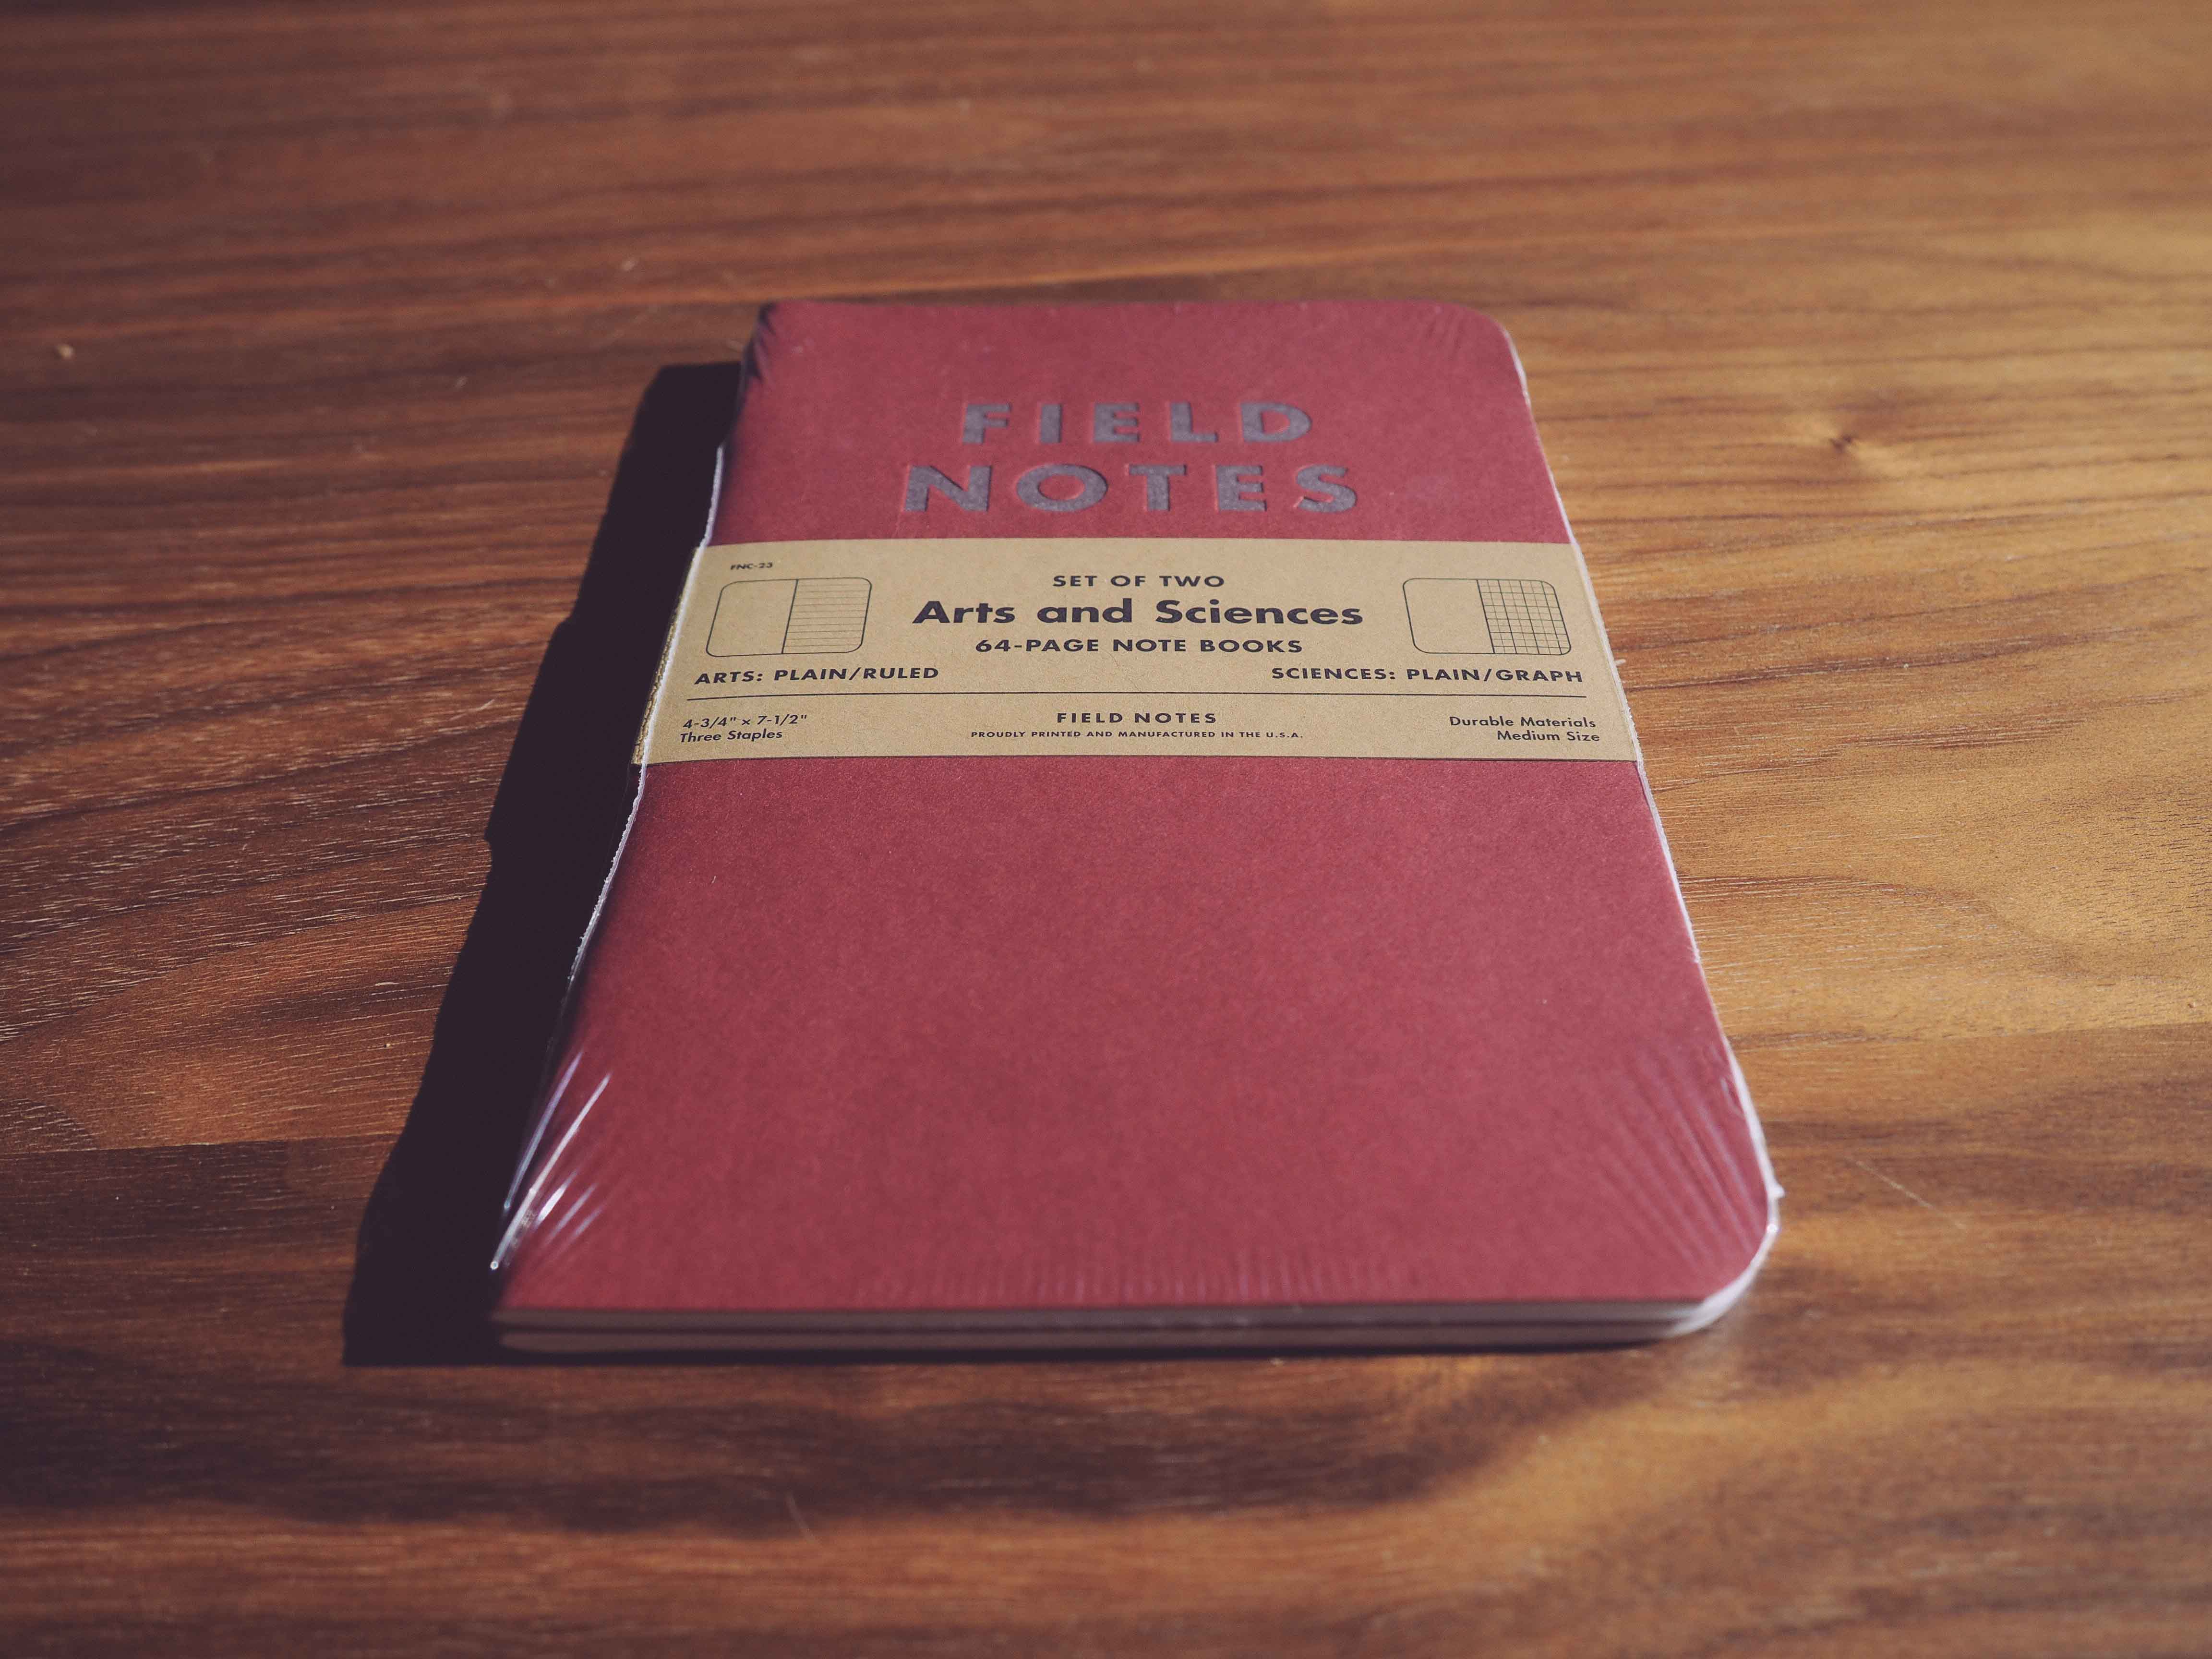 FIELD
NOTES
FNC-23
SET OF TWO
Arts and Sciences
64-PAGE NOTE BOOKS
ARTS: PLAIN/RULED
SCIENCES: PLAIN/GRAPH
4-3/4" x 7-1/2"
Three Staples
FIELD NOTES
PROUDLY PRINTED AND MANUFACTURED IN THE U.S.A.
Durable Materials
Medium Size